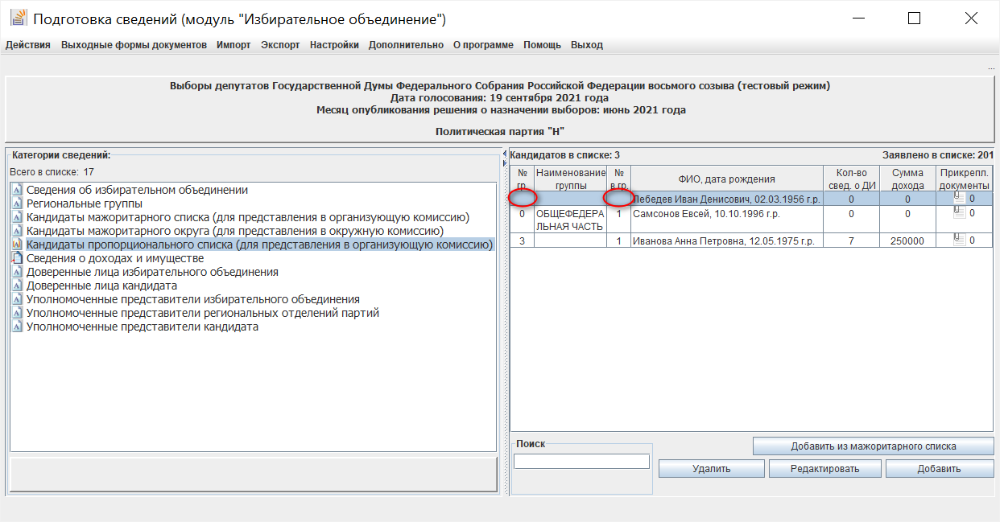 Подготовка сведений (модуль "Избирательное объединение")
Действия Выходные формы документов Импорт Экспорт Настройки Дополнительно О программе Помощь Выход
...
Выборы депутатов Государственной Думы Федерального Собрания Российской Федерации восьмого созыва (тестовый режим)
Дата голосования: 19 сентября 2021 года
Месяц опубликования решения о назначении выборов: июнь 2021 года
Политическая партия "Н"
Категории сведений:
Всего в списке: 17
Сведения об избирательном объединении
Региональные группы
Кандидаты мажоритарного списка (для представления в организующую комиссию)
Кандидаты мажоритарного округа (для представления в окружную комиссию)
Кандидаты пропорционального списка (для представления в организующую комиссию)
Сведения о доходах и имуществе
Доверенные лица избирательного объединения
Доверенные лица кандидата
Уполномоченные представители избирательного объединения
Уполномоченные представители региональных отделений партий
Уполномоченные представители кандидата
Кандидатов в списке: 3 Заявлено в списке: 201
№ Наименование № ФИО, дата рождения Кол-во Сумма Прикрепл.
гр. группы в гр. свед. о ДИ дохода документы
Лебедев Иван Денисович, 02.03.1956 г.р. 0 0 0
0 ОБЩЕФЕДЕРА 1 Самсонов Евсей, 10.10.1996 г.р. 0 0 0
ЛЬНАЯ ЧАСТЬ
3 1 Иванова Анна Петровна, 12.05.1975 г.р. 7 250000 0
Поиск
Добавить из мажоритарного списка
Удалить Редактировать Добавить